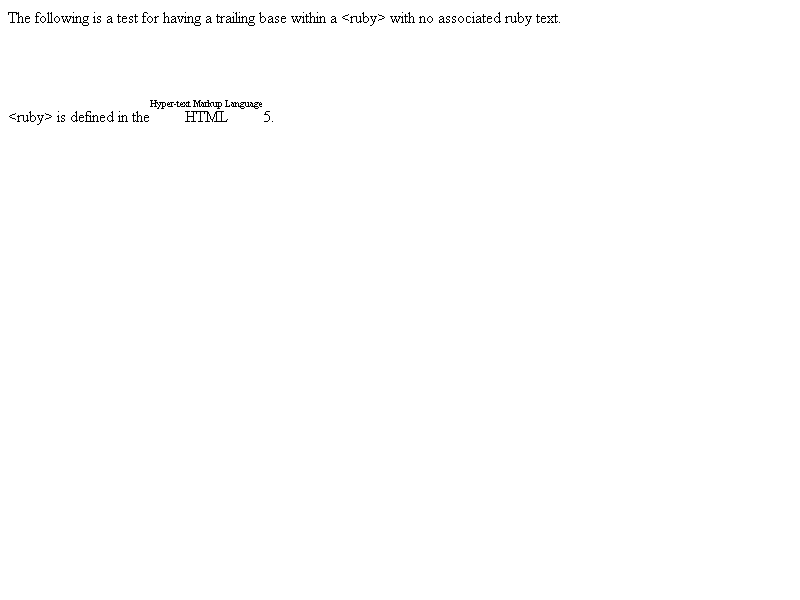 The following is a test for having a trailing base within a <ruby> with no associated ruby text.
Hyper-text Markup Language
<ruby> is defined in the HTML 5.